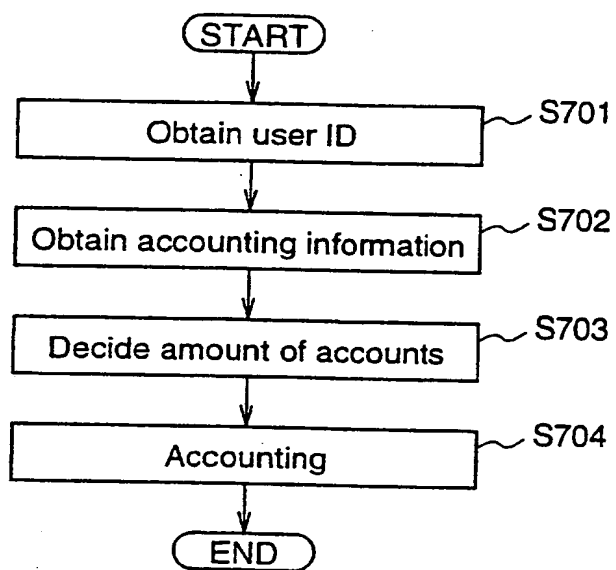 START
Obtain user ID
S701
Obtain accounting information
S702
Decide amount of accounts
S703
Accounting
S704
END